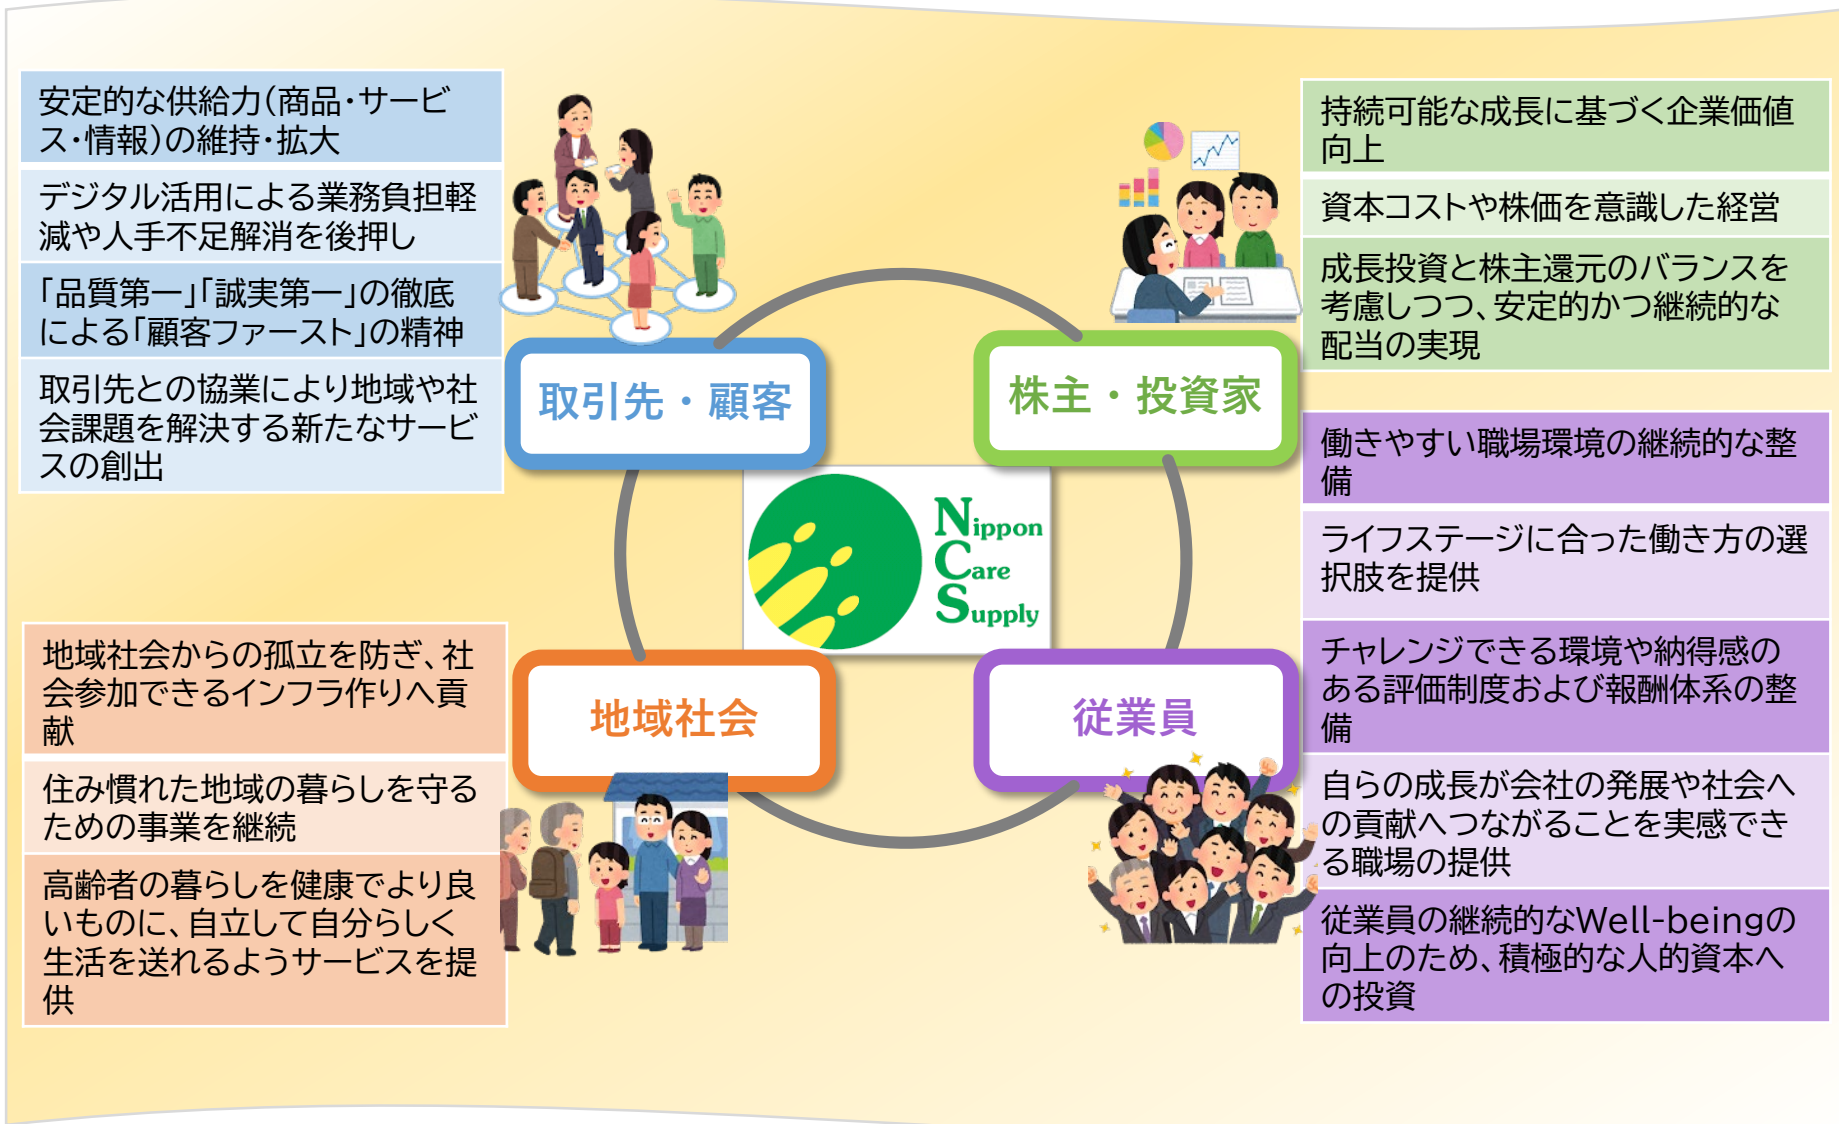 安定的な供給力(商品・サービ
ス・情報)の維持・拡大
デジタル活用による業務負担軽
減や人手不足解消を後押し
「品質第一」「誠実第一」の徹底
による「顧客ファースト」の精神
取引先との協業により地域や社
会課題を解決する新たなサービ
スの創出
取引先・顧客
持続可能な成長に基づく企業価値
向上
資本コストや株価を意識した経営
成長投資と株主還元のバランスを
考慮しつつ、安定的かつ継続的な
配当の実現
株主・投資家
Nippon
Care
Supply
地域社会からの孤立を防ぎ、社
会参加できるインフラ作りへ貢
献
住み慣れた地域の暮らしを守る
ための事業を継続
高齢者の暮らしを健康でより良
いものに、自立して自分らしく
生活を送れるようサービスを提
供
地域社会
従業員
働きやすい職場環境の継続的な整
備
ライフステージに合った働き方の選
択肢を提供
チャレンジできる環境や納得感の
ある評価制度および報酬体系の整
備
自らの成長が会社の発展や社会へ
の貢献へつながることを実感でき
る職場の提供
従業員の継続的なWell-beingの
向上のため、積極的な人的資本へ
の投資